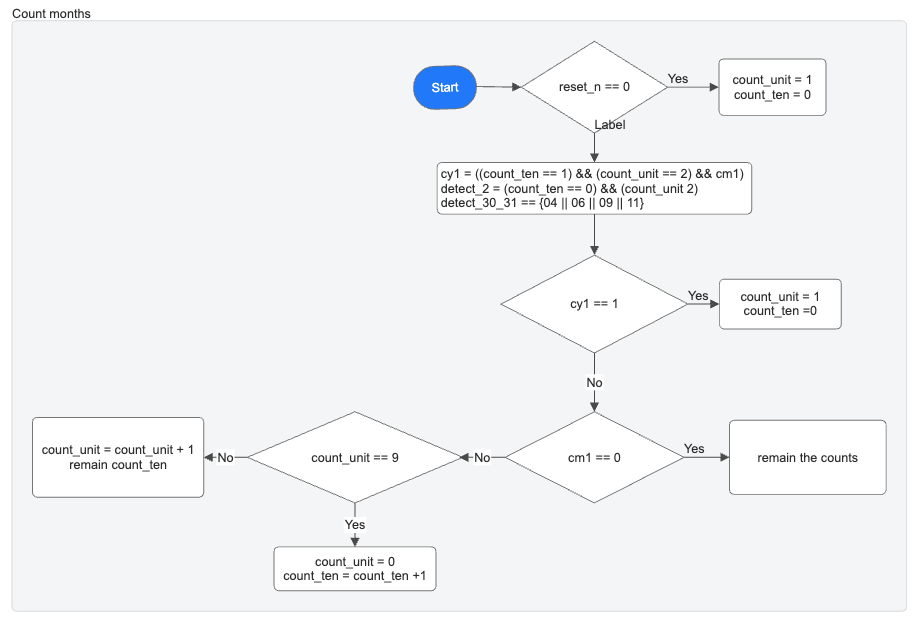 Count months
Start
reset_n == 0
Yes
count_unit = 1
count_ten = 0
Label
cy1 = ((count_ten == 1) && (count_unit == 2) && cm1)
detect_2 = (count_ten == 0) && (count_unit 2)
detect_30_31 == {04 || 06 || 09 || 11}
cy1 == 1
Yes
count_unit = 1
count_ten =0
No
cm1 == 0
Yes
remain the counts
No
count_unit == 9
No
count_unit = count_unit + 1
remain count_ten
Yes
count_unit = 0
count_ten = count_ten +1